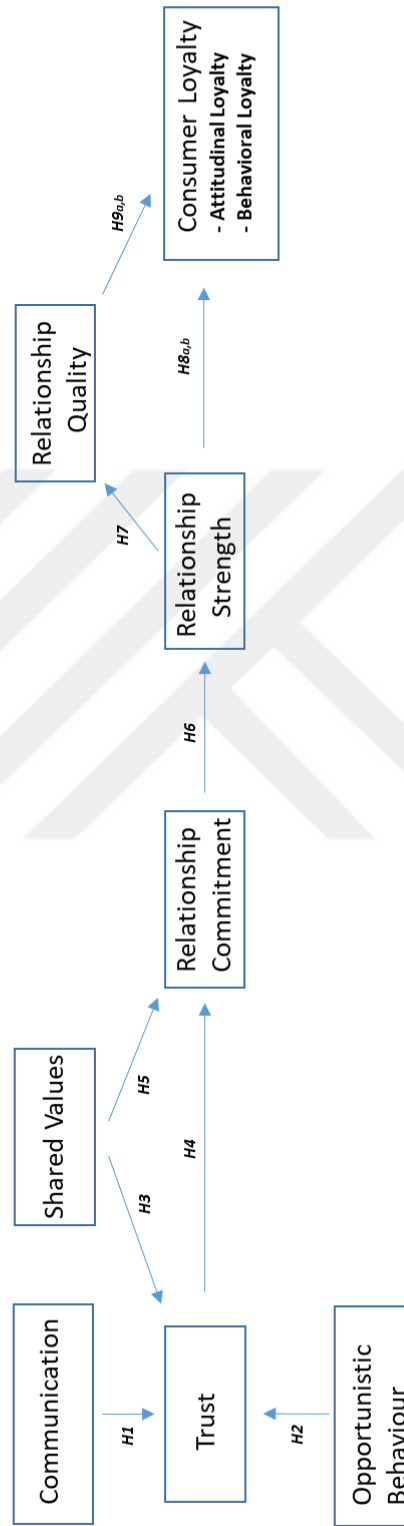 Communication
Shared Values
Relationship
Quality
H1
H3
H5
H7
H9a,b
Trust
H4
Relationship
Commitment
H6
Relationship
Strength
H8a,b
Consumer Loyalty
- Attitudinal Loyalty
- Behavioral Loyalty
H2
Opportunistic
Behaviour